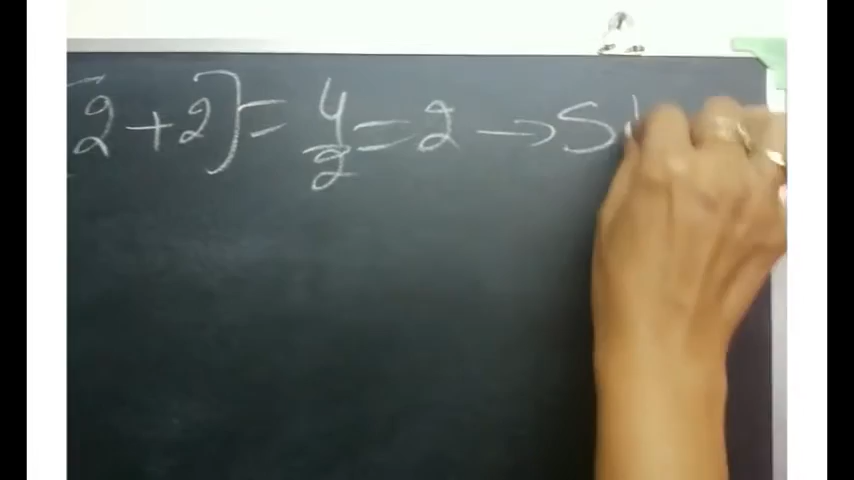 2 + 2] = 4/2 = 2 → S